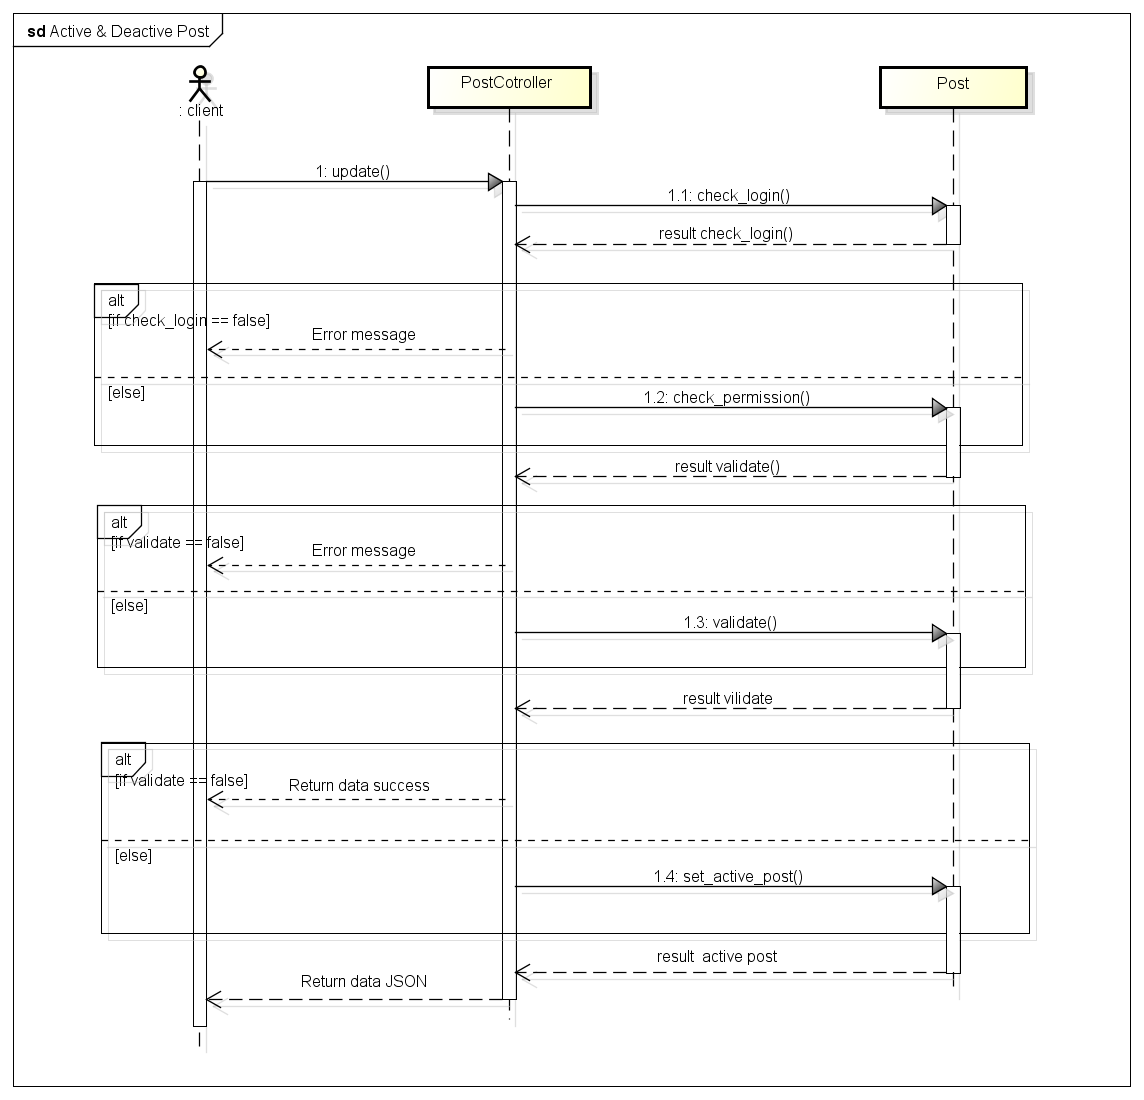 sd Active & Deactive Post
: client
PostCotroller
Post
1: update()
1.1: check_login()
result check_login()
alt
[if check_login == false]
Error message
[else]
1.2: check_permission()
result validate()
alt
[if validate == false]
Error message
[else]
1.3: validate()
result vilidate
alt
[if validate == false]
Return data success
[else]
1.4: set_active_post()
result active post
Return data JSON